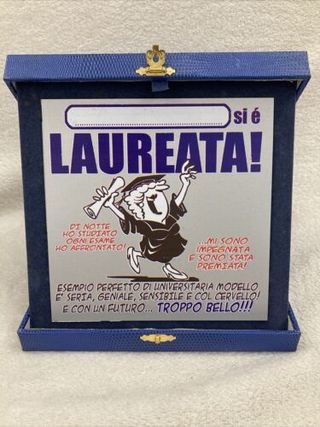 si é
LAUREATA!
DI NOTTE
HO STUDIATO
OGNI ESAME
HO AFFRONTATO!
...MI SONO
IMPEGNATA
E SONO STATA
PREMIATA!
ESEMPIO PERFETTO DI UNIVERSITARIA MODELLO
E' SERIA, GENIALE, SENSIBILE E COL CERVELLO!
E CON UN FUTURO... TROPPO BELLO!!!